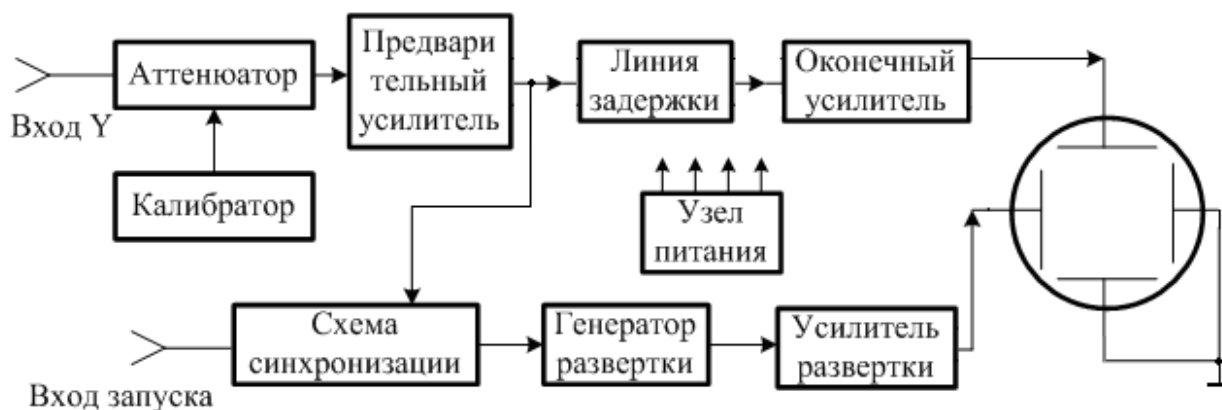 Аттенюатор
Предвари
тельный
усилитель
Линия
задержки
Оконечный
усилитель
Вход Y
Калибратор
Узел
питания
Схема
синхронизации
Генератор
развертки
Усилитель
развертки
Вход запуска